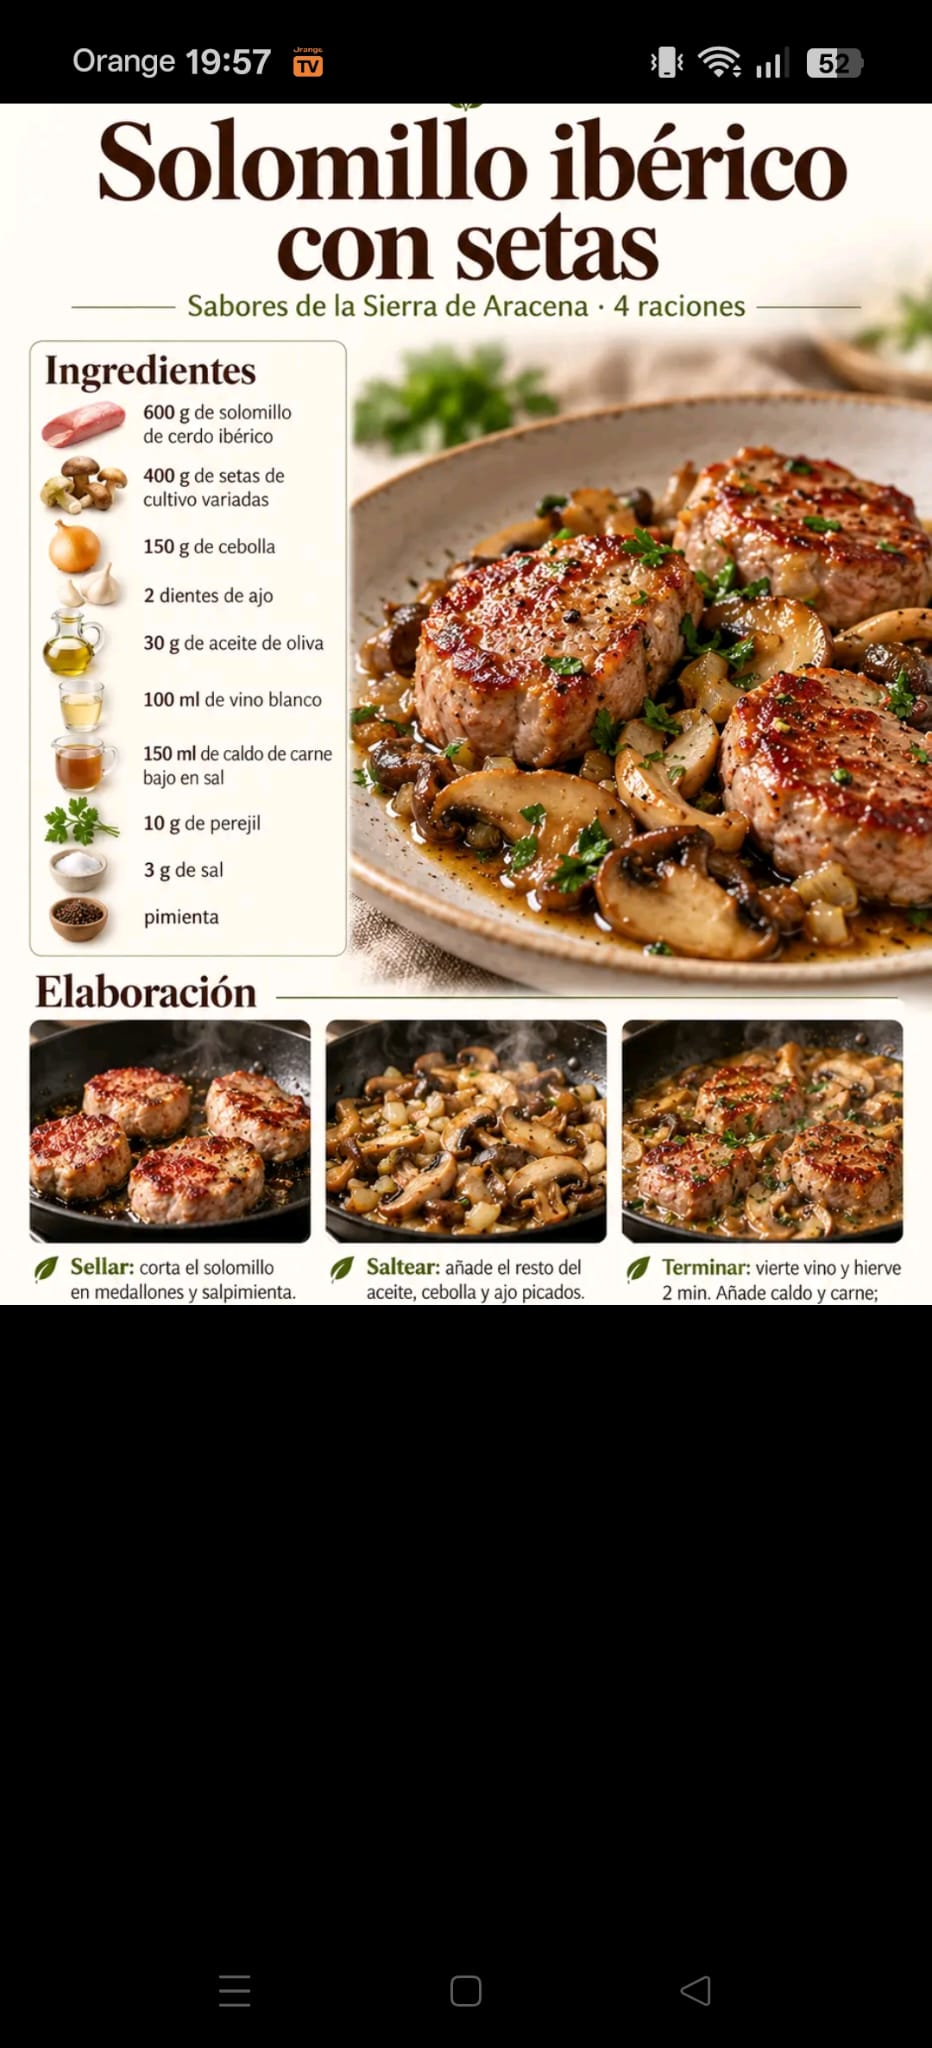 Orange 19:57
Orange
TV
52
Solomillo ibérico
con setas
Sabores de la Sierra de Aracena · 4 raciones
Ingredientes
600 g de solomillo
de cerdo ibérico
400 g de setas de
cultivo variadas
150 g de cebolla
2 dientes de ajo
30 g de aceite de oliva
100 ml de vino blanco
150 ml de caldo de carne
bajo en sal
10 g de perejil
3 g de sal
pimienta
Elaboración
Sellar: corta el solomillo
en medallones y salpimienta.
Saltear: añade el resto del
aceite, cebolla y ajo picados.
Terminar: vierte vino y hierve
2 min. Añade caldo y carne;